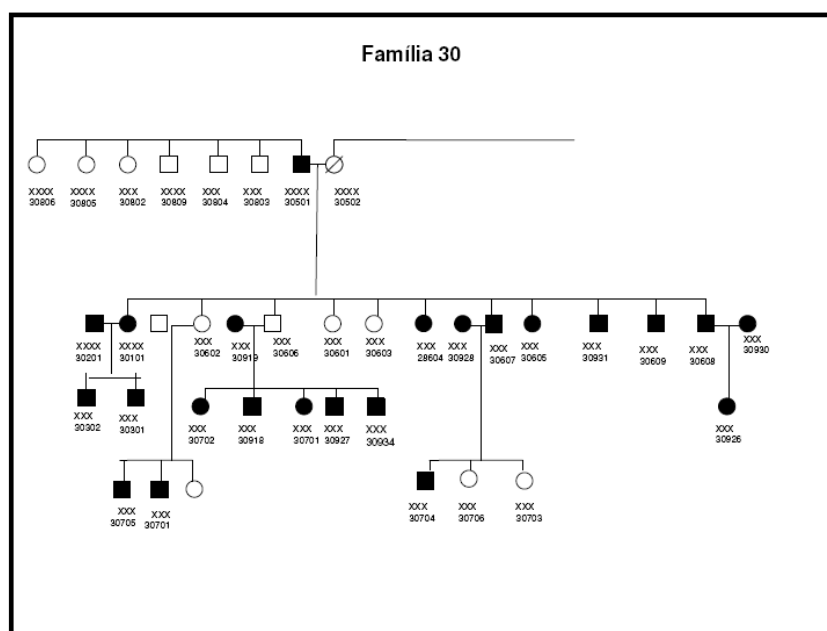 Família 30
XXXX XXXX XXX XXXX XXX XXX XXXX XXXX
30806 30805 30802 30809 30804 30803 30501 30502
XXXX XXXX XXX XXX XXX XXX XXX XXX XXX XXX XXX XXX XXX XXX XXX
30201 30101 30602 30919 30606 30601 30603 28604 30928 30607 30605 30931 30609 30608 30930
XXX XXX XXX XXX XXX XXX XXX XXX
30302 30301 30702 30918 30701 30927 30934 30926
XXX XXX XXX XXX XXX
30705 30701 30704 30706 30703